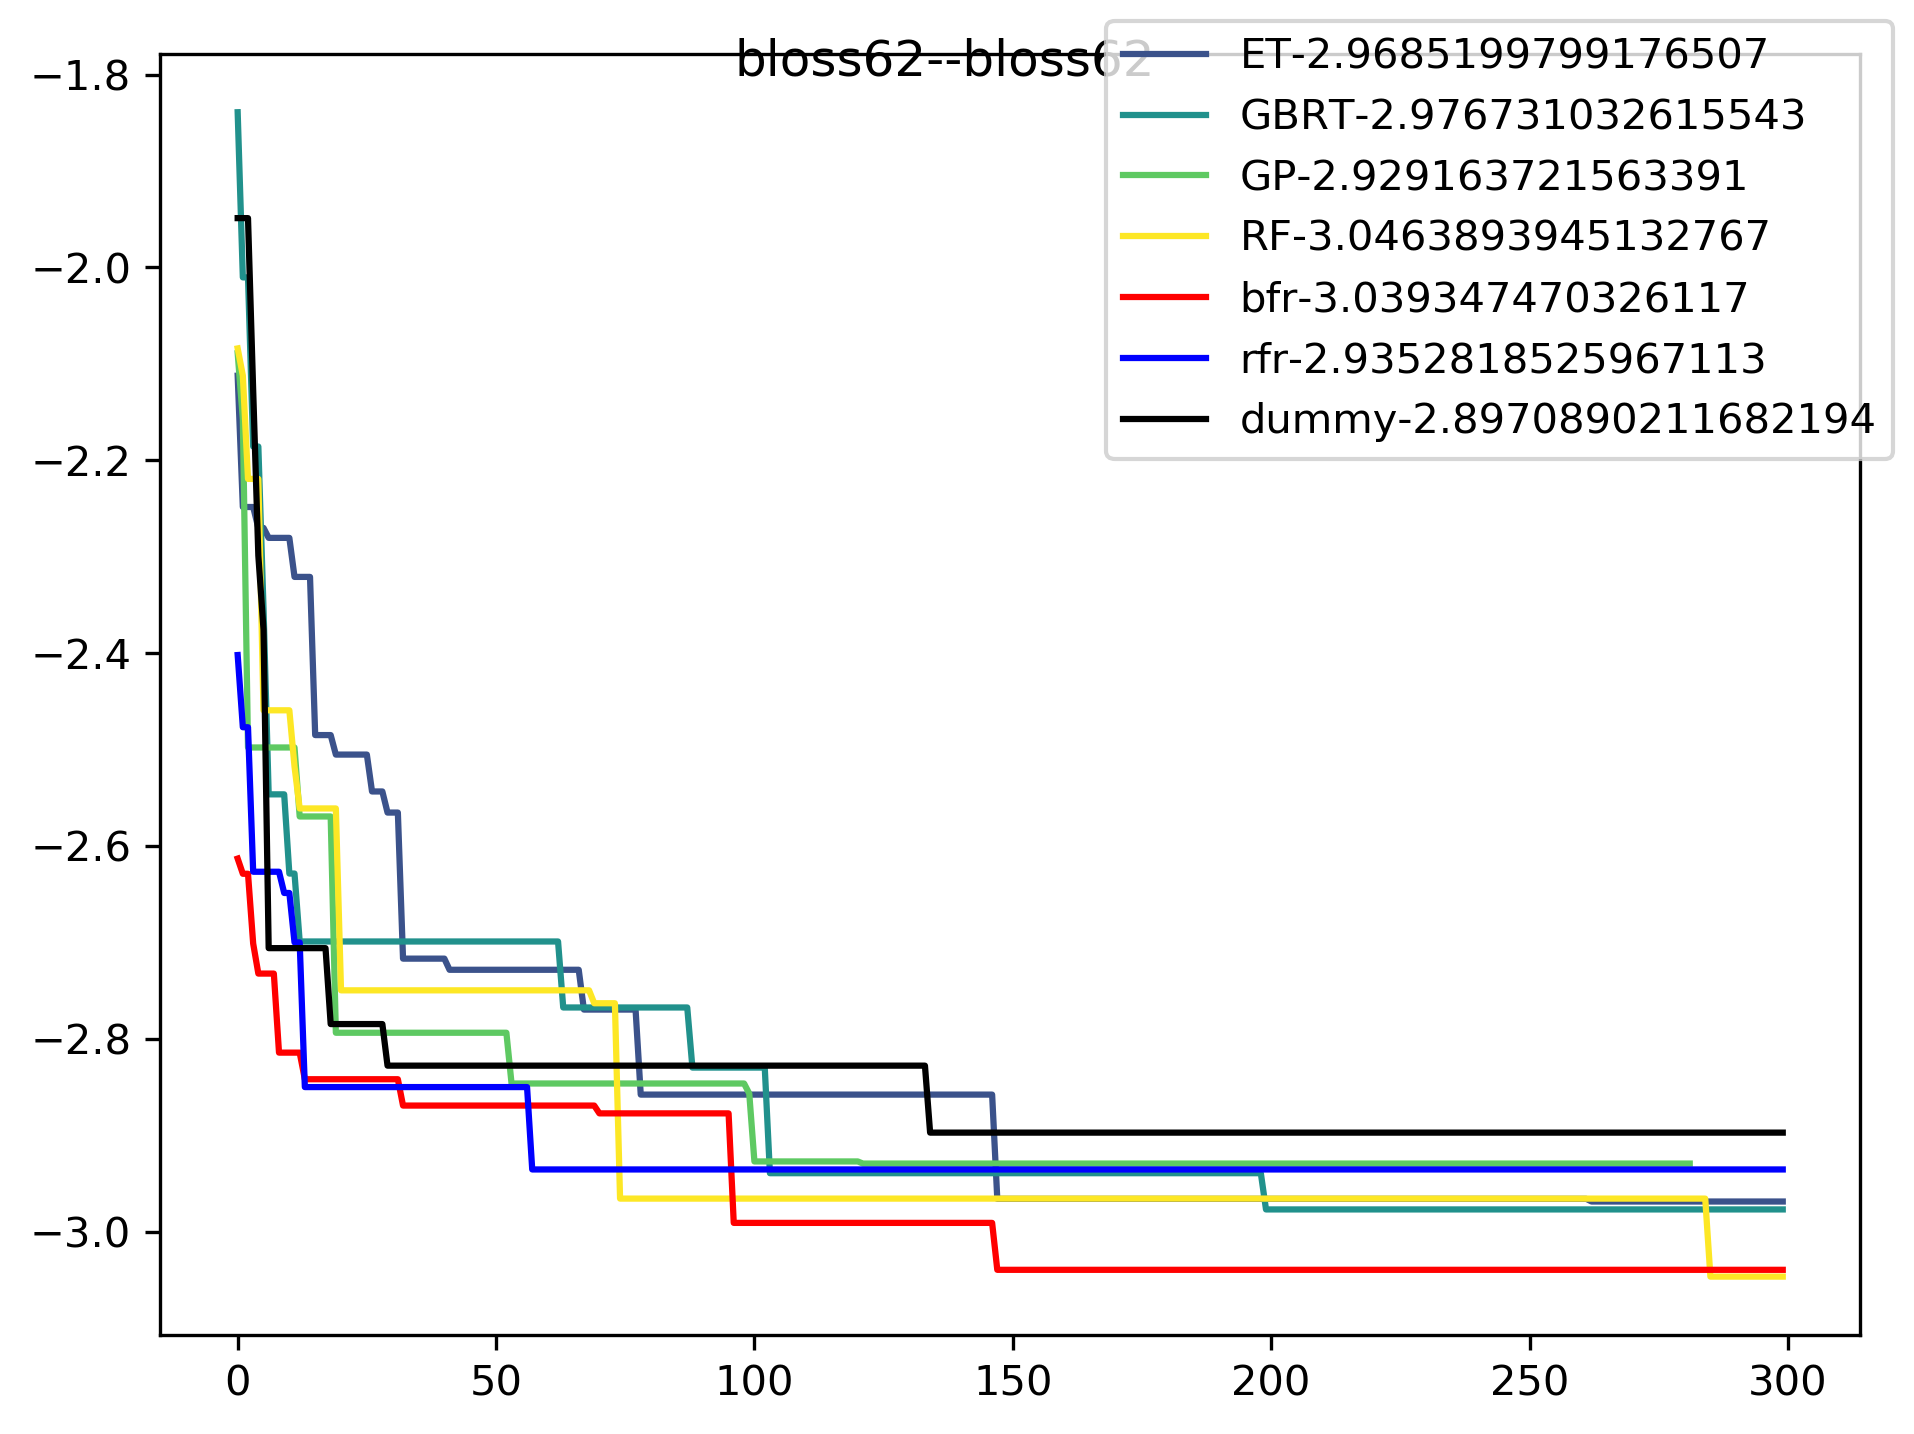 bloss62--bloss62
ET-2.9685199799176507
GBRT-2.976731032615543
GP-2.929163721563391
RF-3.0463893945132767
bfr-3.039347470326117
rfr-2.9352818525967113
dummy-2.8970890211682194
−1.8
−2.0
−2.2
−2.4
−2.6
−2.8
−3.0
0 50 100 150 200 250 300